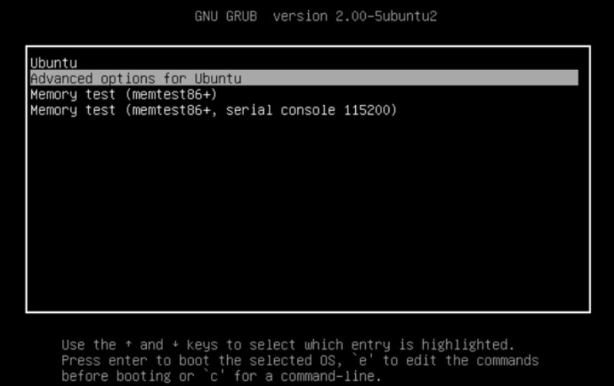 GNU GRUB  version 2.00-5ubuntu2
Ubuntu
Advanced options for Ubuntu
Memory test (memtest86+)
Memory test (memtest86+, serial console 115200)
Use the ↑ and ↓ keys to select which entry is highlighted.
Press enter to boot the selected OS, `e' to edit the commands
before booting or `c' for a command-line.